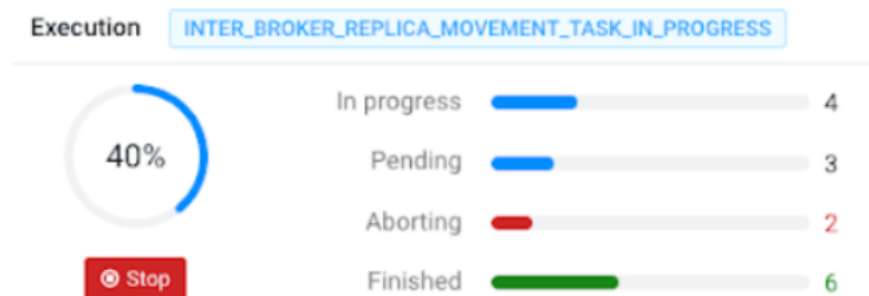 Execution INTER_BROKER_REPLICA_MOVEMENT_TASK_IN_PROGRESS
In progress 4
40%
Pending 3
Aborting 2
Stop
Finished 6